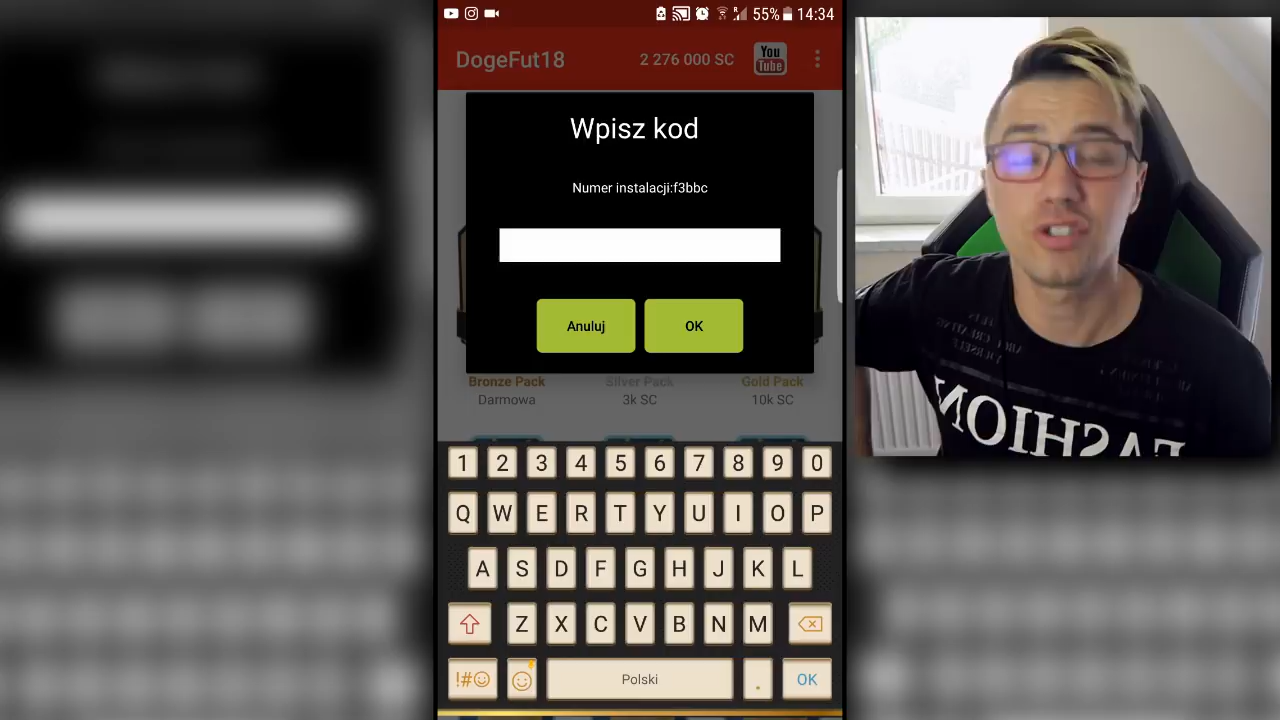 55% 14:34
DogeFut18 2 276 000 SC You Tube
Wpisz kod
Numer instalacji:f3bbc
Anuluj OK
Bronze Pack Silver Pack Gold Pack
Darmowa 3k SC 10k SC
1 2 3 4 5 6 7 8 9 0
Q W E R T Y U I O P
A S D F G H J K L
Z X C V B N M
!#☺ Polski . OK
FASHION